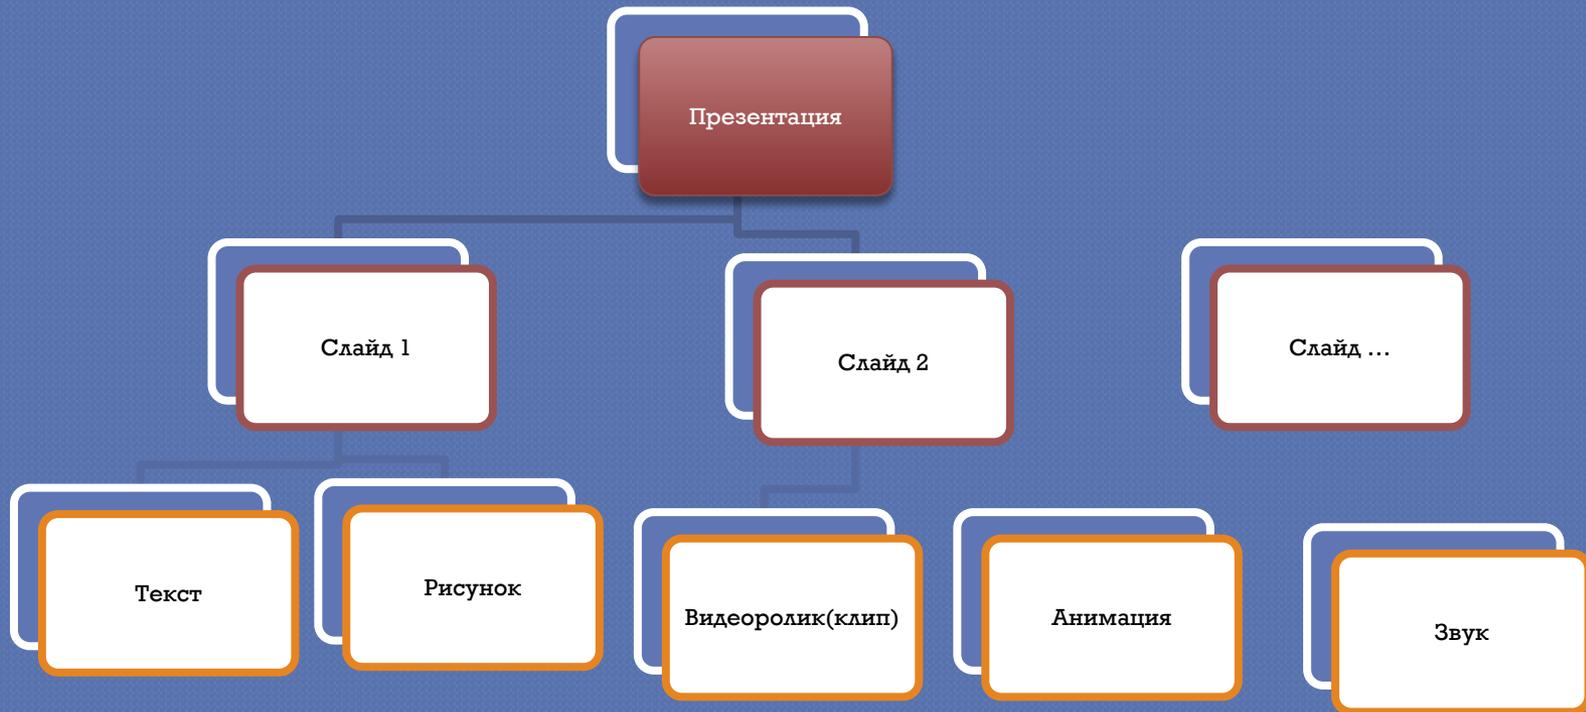 Презентация
Слайд 1
Слайд 2
Слайд ...
Текст
Рисунок
Видеоролик(клип)
Анимация
Звук